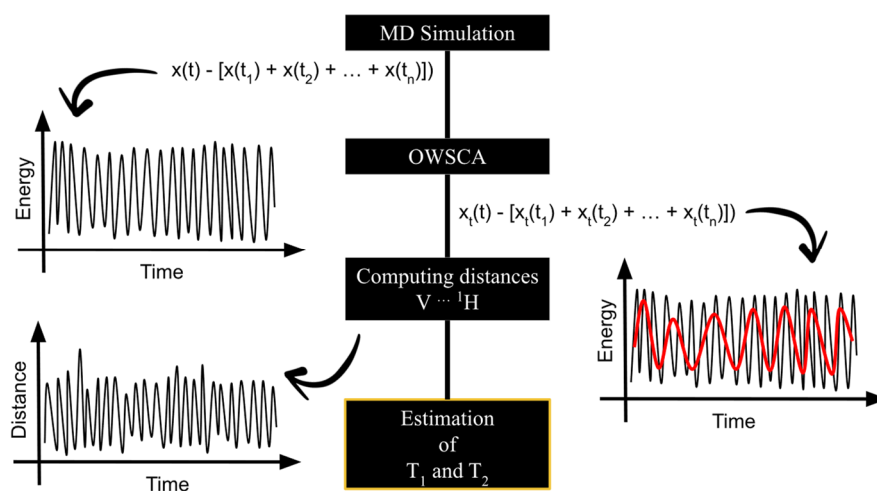 MD Simulation
x(t) - [x(t₁) + x(t₂) + … + x(tₙ)])
Energy
Time
OWSCA
xₜ(t) - [xₜ(t₁) + xₜ(t₂) + … + xₜ(tₙ)])
Computing distances
V ··· ¹H
Energy
Time
Distance
Time
Estimation
of
T₁ and T₂